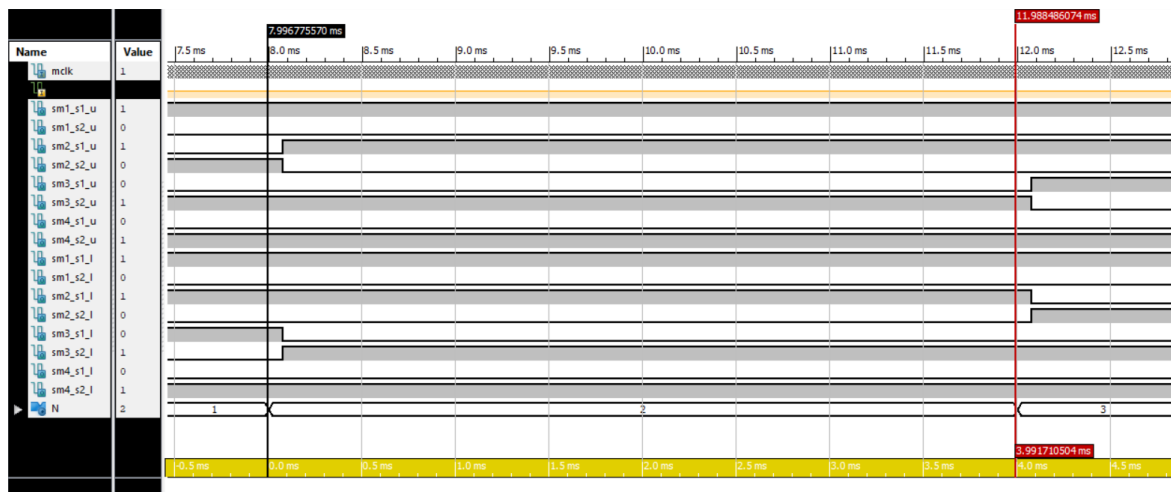 11.988486074 ms
7.996775570 ms
Name Value 7.5 ms 8.0 ms 8.5 ms 9.0 ms 9.5 ms 10.0 ms 10.5 ms 11.0 ms 11.5 ms 12.0 ms 12.5 ms
mclk 1
sm1_s1_u 1
sm1_s2_u 0
sm2_s1_u 1
sm2_s2_u 0
sm3_s1_u 0
sm3_s2_u 1
sm4_s1_u 0
sm4_s2_u 1
sm1_s1_l 1
sm1_s2_l 0
sm2_s1_l 1
sm2_s2_l 0
sm3_s1_l 0
sm3_s2_l 1
sm4_s1_l 0
sm4_s2_l 1
N 2 1 2 3
3.991710504 ms
-0.5 ms 0.0 ms 0.5 ms 1.0 ms 1.5 ms 2.0 ms 2.5 ms 3.0 ms 3.5 ms 4.0 ms 4.5 ms